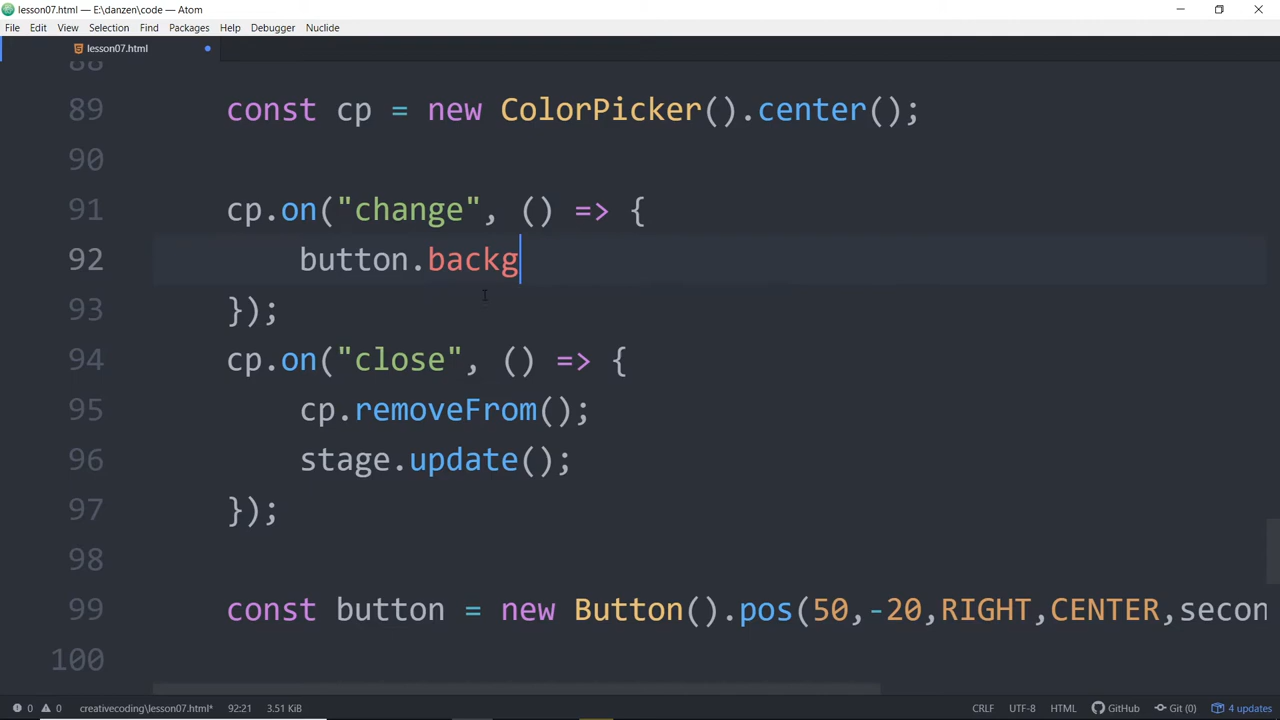 lesson07.html — E:\danzen\code — Atom
File Edit View Selection Find Packages Help Debugger Nuclide
lesson07.html
88
89 const cp = new ColorPicker().center();
90
91 cp.on("change", () => {
92 button.backg
93 });
94 cp.on("close", () => {
95 cp.removeFrom();
96 stage.update();
97 });
98
99 const button = new Button().pos(50,-20,RIGHT,CENTER,secon
100
0 0 creativecoding\lesson07.html* 92:21 3.51 KiB CRLF UTF-8 HTML GitHub Git (0) 4 updates